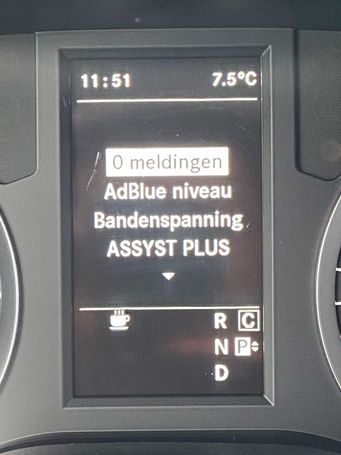 11:51 7.5°C
0 meldingen
AdBlue niveau
Bandenspanning
ASSYST PLUS
R C
N P
D